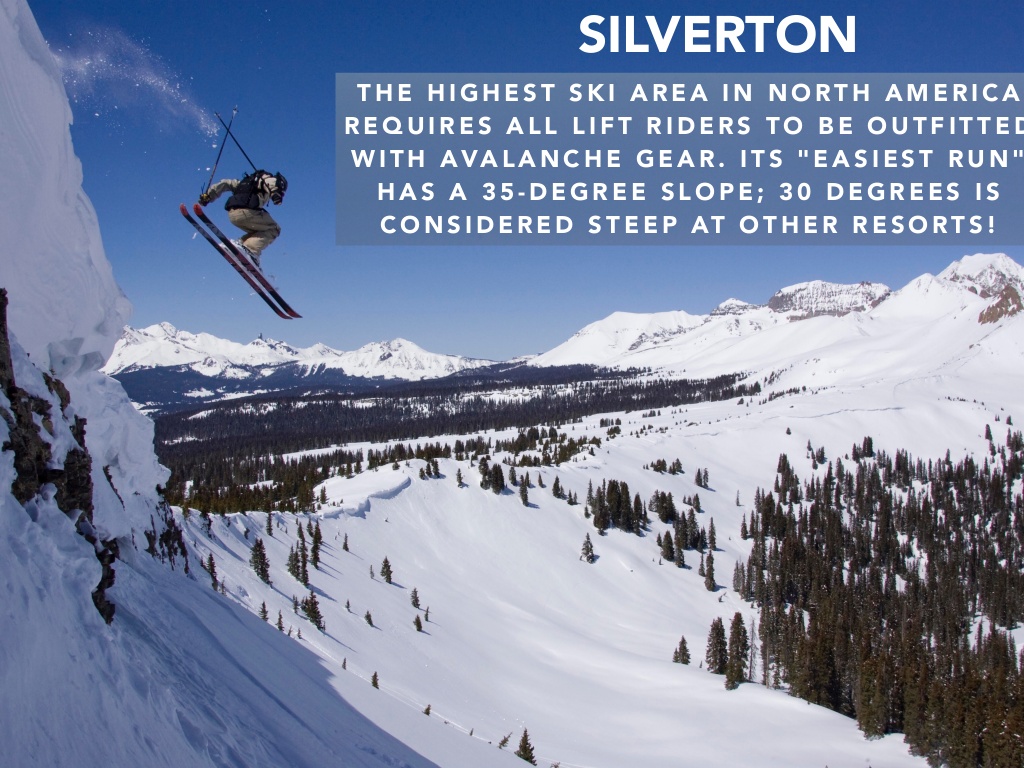 SILVERTON
THE HIGHEST SKI AREA IN NORTH AMERICA
REQUIRES ALL LIFT RIDERS TO BE OUTFITTED
WITH AVALANCHE GEAR. ITS "EASIEST RUN"
HAS A 35-DEGREE SLOPE; 30 DEGREES IS
CONSIDERED STEEP AT OTHER RESORTS!